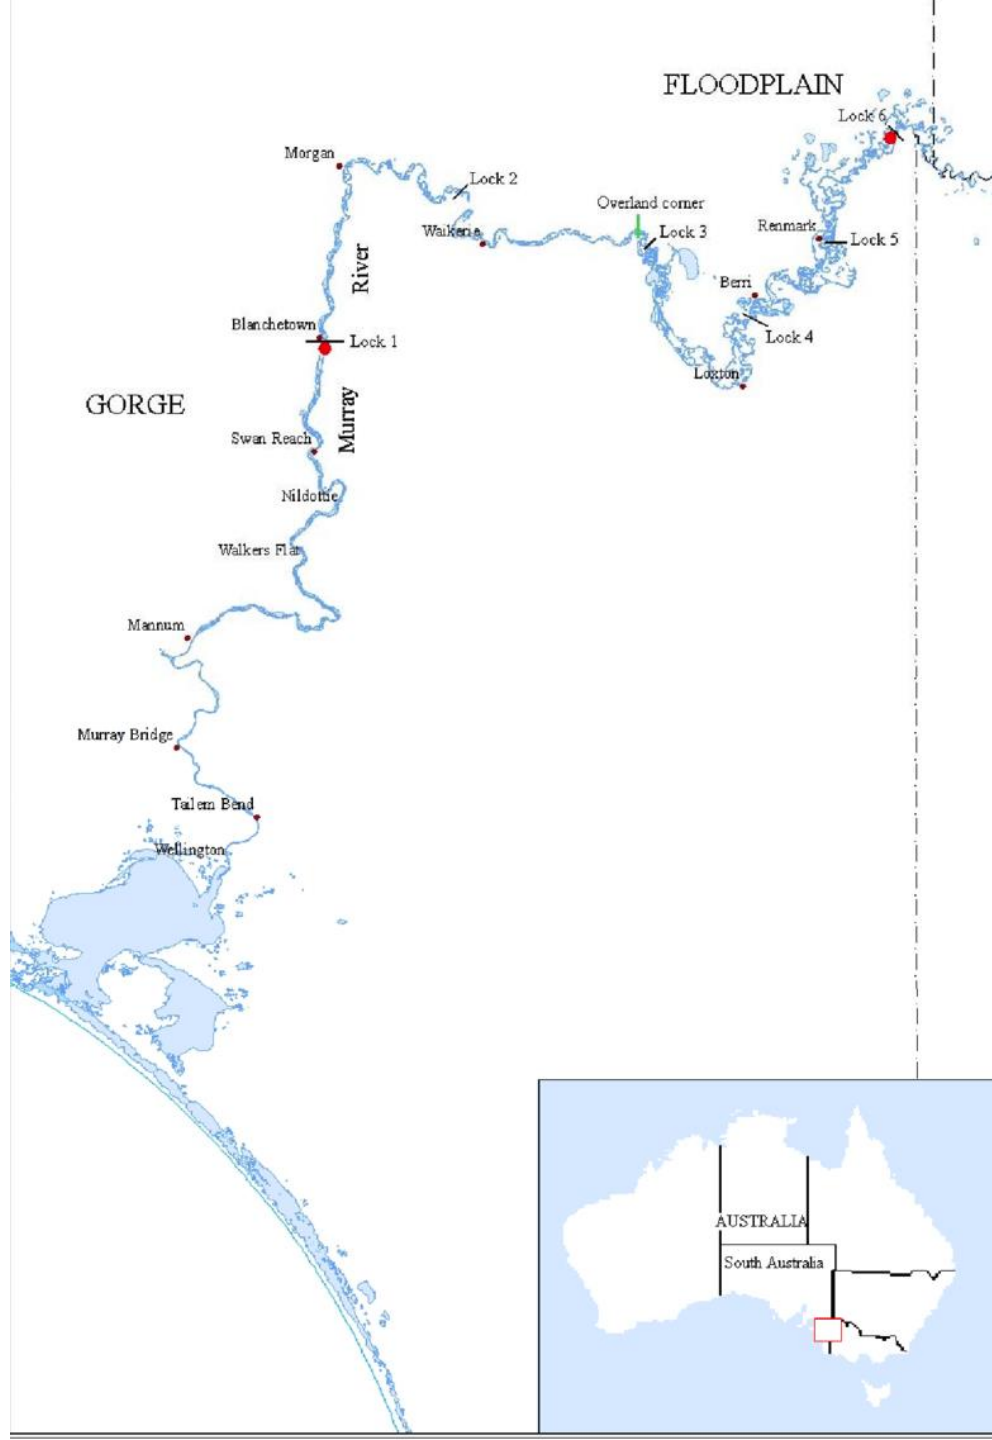 FLOODPLAIN
Lock 6
Morgan
Lock 2
Overland corner
Waikerie
Lock 3
Renmark
Lock 5
River
Berri
Blanchetown
Lock 1
Lock 4
Loxton
GORGE
Murray
Swan Reach
Nildottie
Walkers Flat
Mannum
Murray Bridge
Tailem Bend
Wellington
AUSTRALIA
South Australia